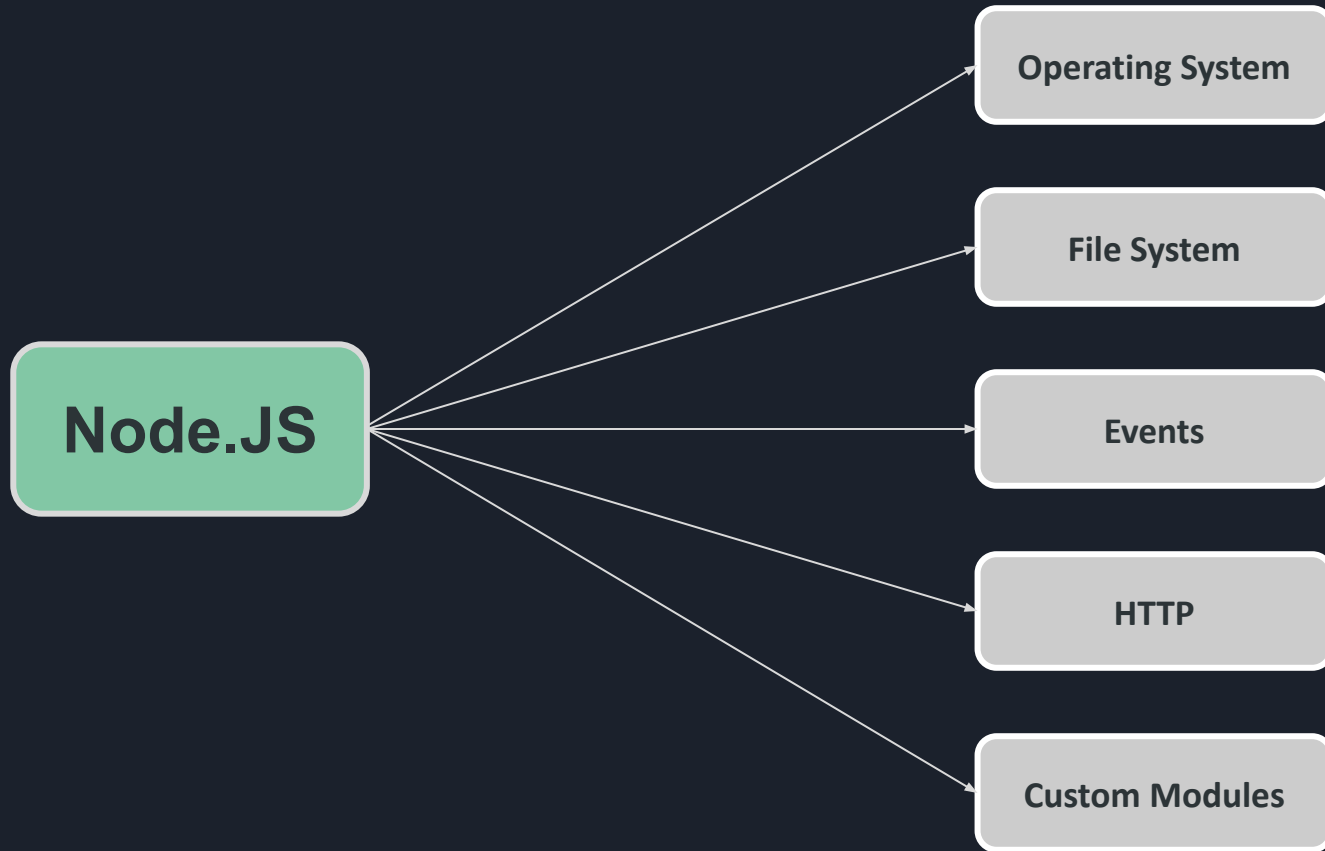 Operating System
File System
Node.JS
Events
HTTP
Custom Modules